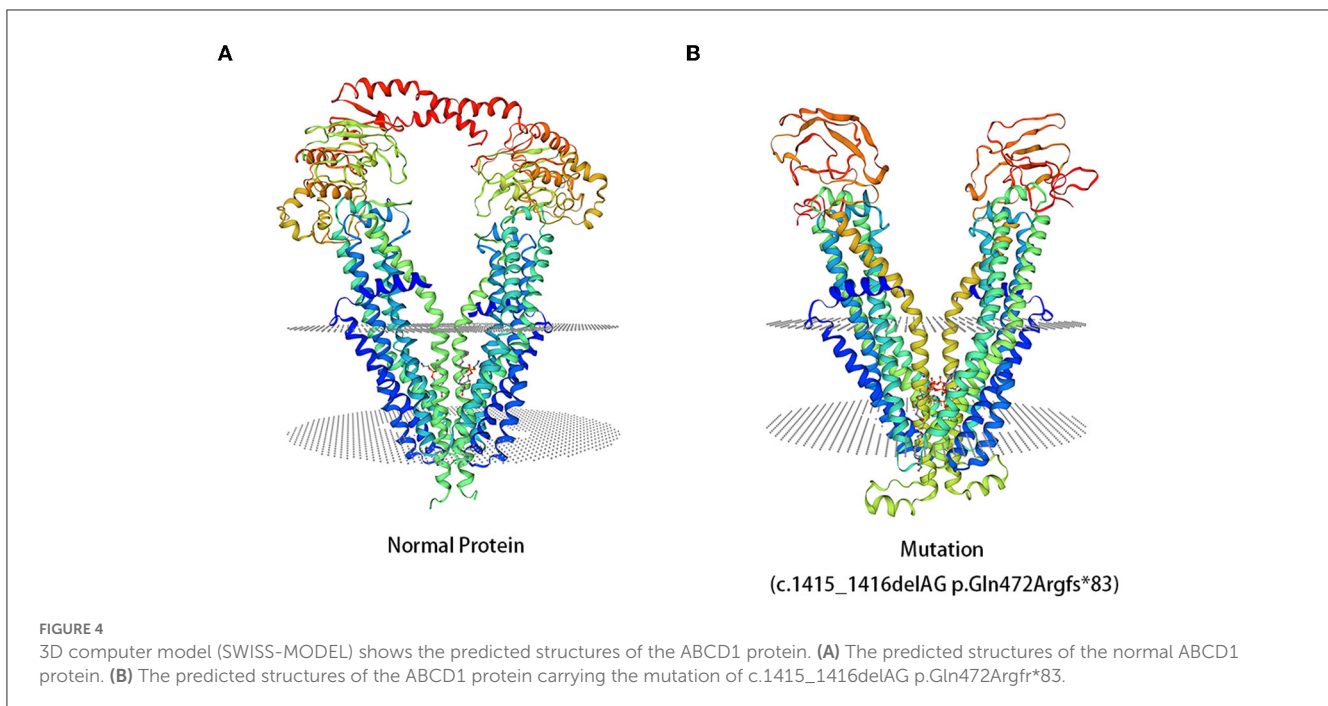 A
B
Normal Protein
Mutation
(c.1415_1416delAG p.Gln472Argfs*83)
FIGURE 4
3D computer model (SWISS-MODEL) shows the predicted structures of the ABCD1 protein. (A) The predicted structures of the normal ABCD1
protein. (B) The predicted structures of the ABCD1 protein carrying the mutation of c.1415_1416delAG p.Gln472Argfr*83.